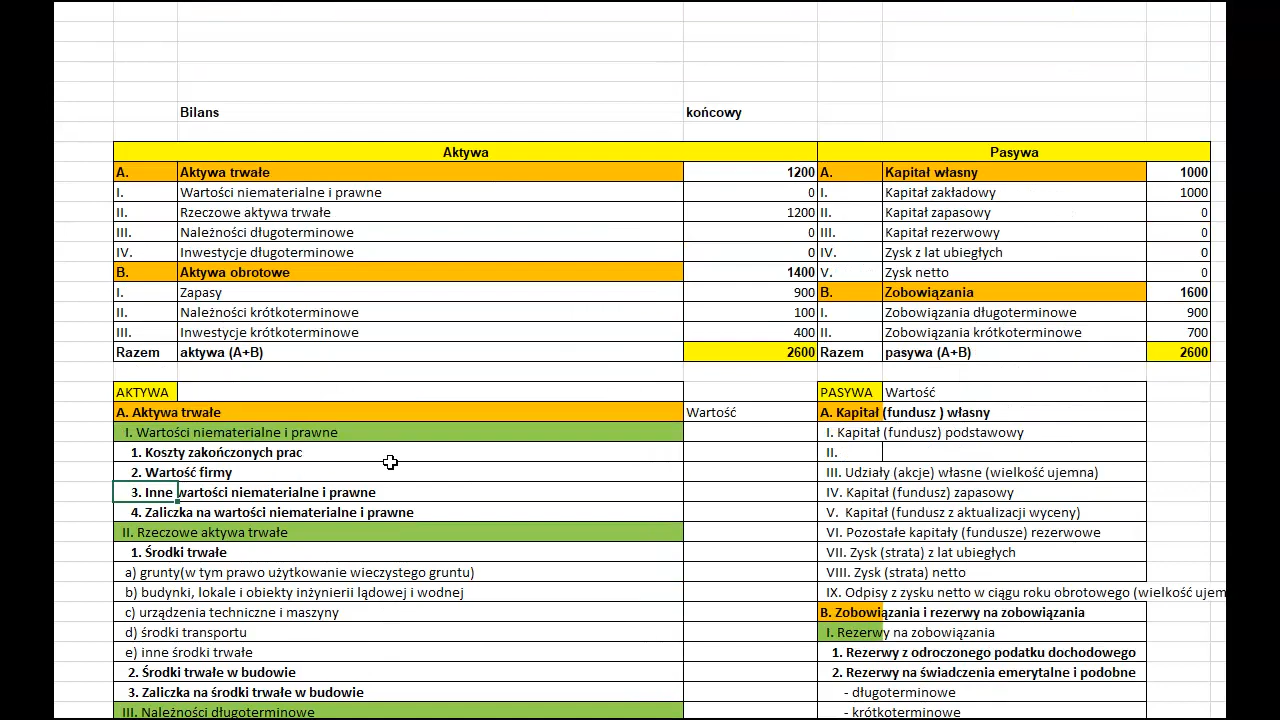 Bilans końcowy
Aktywa Pasywa
A. Aktywa trwałe 1200 A. Kapitał własny 1000
I. Wartości niematerialne i prawne 0 I. Kapitał zakładowy 1000
II. Rzeczowe aktywa trwałe 1200 II. Kapitał zapasowy 0
III. Należności długoterminowe 0 III. Kapitał rezerwowy 0
IV. Inwestycje długoterminowe 0 IV. Zysk z lat ubiegłych 0
B. Aktywa obrotowe 1400 V. Zysk netto 0
I. Zapasy 900 B. Zobowiązania 1600
II. Należności krótkoterminowe 100 I. Zobowiązania długoterminowe 900
III. Inwestycje krótkoterminowe 400 II. Zobowiązania krótkoterminowe 700
Razem aktywa (A+B) 2600 Razem pasywa (A+B) 2600
AKTYWA PASYWA Wartość
A. Aktywa trwałe Wartość A. Kapitał (fundusz ) własny
I. Wartości niematerialne i prawne I. Kapitał (fundusz) podstawowy
1. Koszty zakończonych prac II.
2. Wartość firmy III. Udziały (akcje) własne (wielkość ujemna)
3. Inne wartości niematerialne i prawne IV. Kapitał (fundusz) zapasowy
4. Zaliczka na wartości niematerialne i prawne V. Kapitał (fundusz z aktualizacji wyceny)
II. Rzeczowe aktywa trwałe VI. Pozostałe kapitały (fundusze) rezerwowe
1. Środki trwałe VII. Zysk (strata) z lat ubiegłych
a) grunty(w tym prawo użytkowanie wieczystego gruntu) VIII. Zysk (strata) netto
b) budynki, lokale i obiekty inżynierii lądowej i wodnej IX. Odpisy z zysku netto w ciągu roku obrotowego (wielkość ujem
c) urządzenia techniczne i maszyny B. Zobowiązania i rezerwy na zobowiązania
d) środki transportu I. Rezerwy na zobowiązania
e) inne środki trwałe 1. Rezerwy z odroczonego podatku dochodowego
2. Środki trwałe w budowie 2. Rezerwy na świadczenia emerytalne i podobne
3. Zaliczka na środki trwałe w budowie - długoterminowe
III. Należności długoterminowe - krótkoterminowe